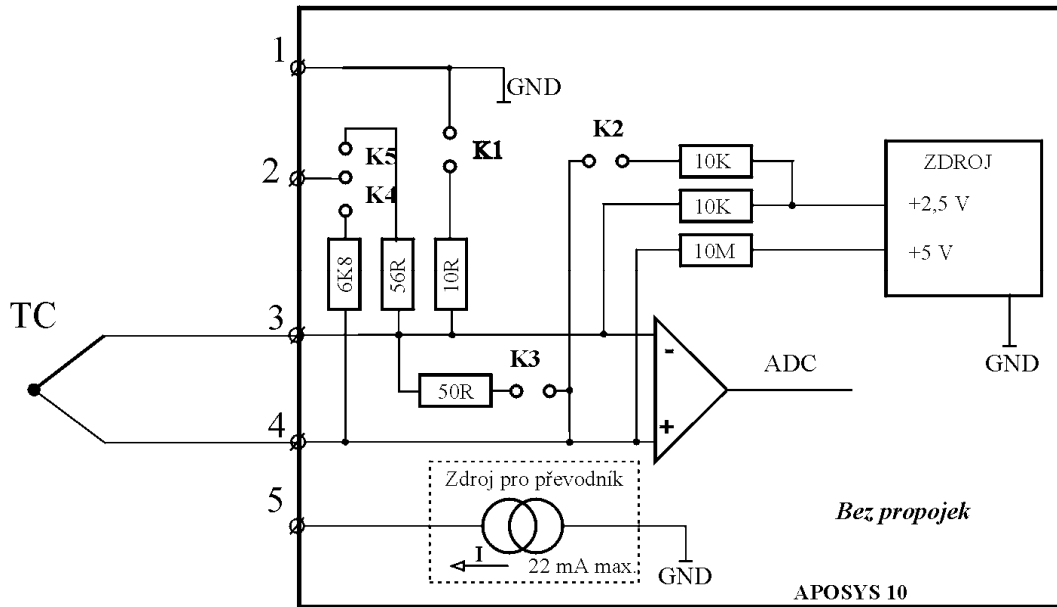 1
GND
K2
K5
K1
10K
ZDROJ
2
K4
10K
+2,5 V
10M
+5 V
6K8
56R
10R
TC
3
K3
-
GND
ADC
50R
+
4
Zdroj pro převodník
5
Bez propojek
I
22 mA max.
GND
APOSYS 10